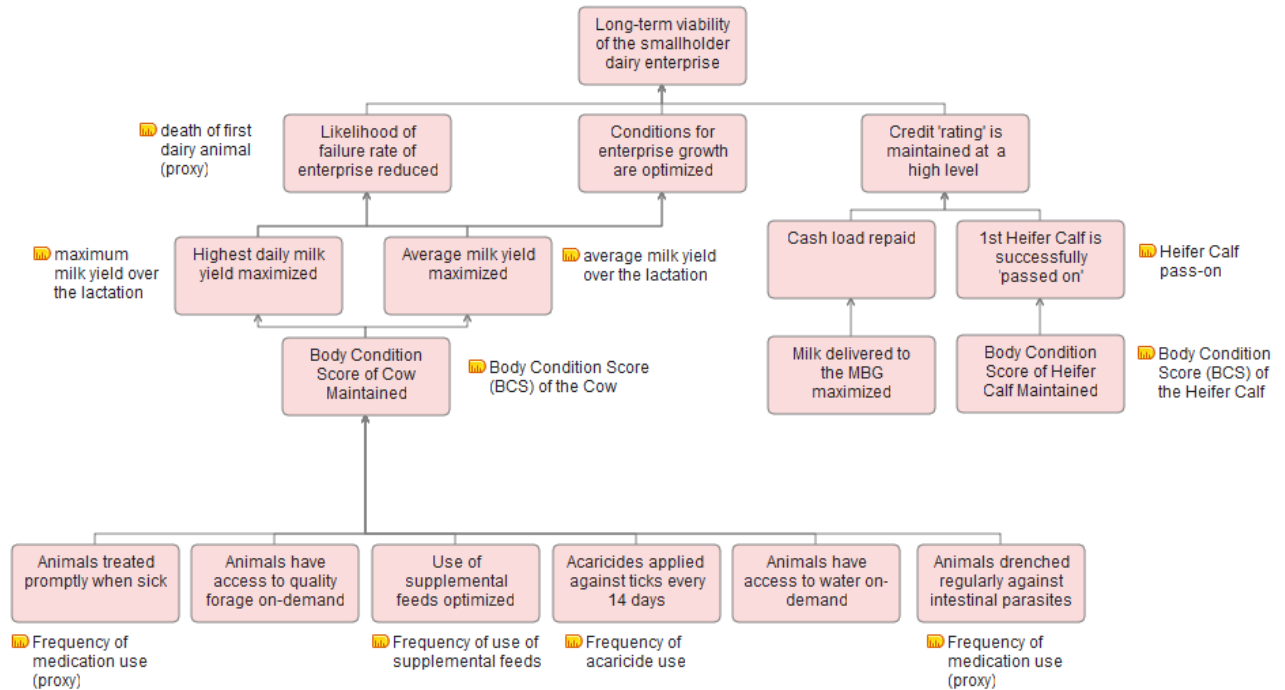 Long-term viability
of the smallholder
dairy enterprise
death of first
dairy animal
(proxy)
Likelihood of
failure rate of
enterprise reduced
Conditions for
enterprise growth
are optimized
Credit 'rating' is
maintained at a
high level
maximum
milk yield over
the lactation
Highest daily milk
yield maximized
Average milk yield
maximized
average milk yield
over the lactation
Cash load repaid
1st Heifer Calf is
successfully
'passed on'
Heifer Calf
pass-on
Body Condition
Score of Cow
Maintained
Body Condition Score
(BCS) of the Cow
Milk delivered to
the MBG
maximized
Body Condition
Score of Heifer
Calf Maintained
Body Condition
Score (BCS) of
the Heifer Calf
Animals treated
promptly when sick
Animals have
access to quality
forage on-demand
Use of
supplemental
feeds optimized
Acaricides applied
against ticks every
14 days
Animals have
access to water on-
demand
Animals drenched
regularly against
intestinal parasites
Frequency of
medication use
(proxy)
Frequency of use of
supplemental feeds
Frequency of
acaricide use
Frequency of
medication use
(proxy)